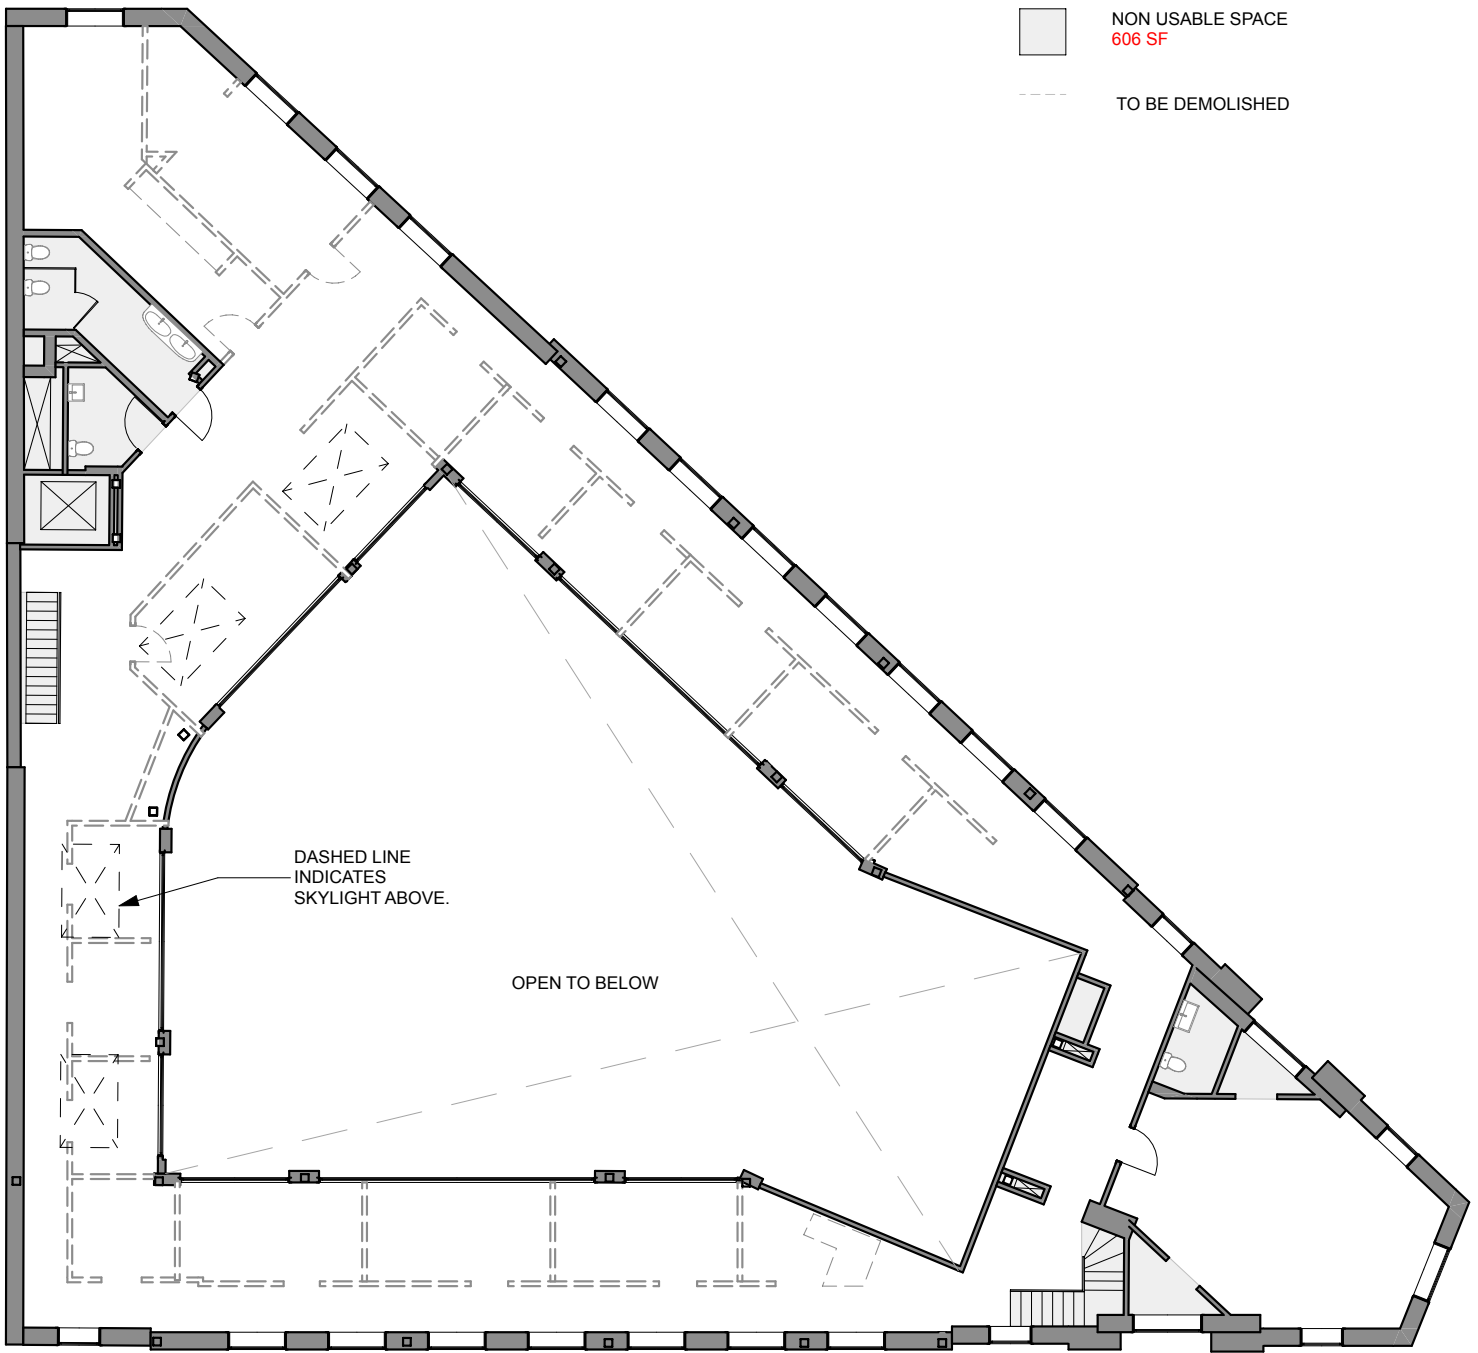 NON USABLE SPACE
606 SF
TO BE DEMOLISHED
DASHED LINE
INDICATES
SKYLIGHT ABOVE.
OPEN TO BELOW